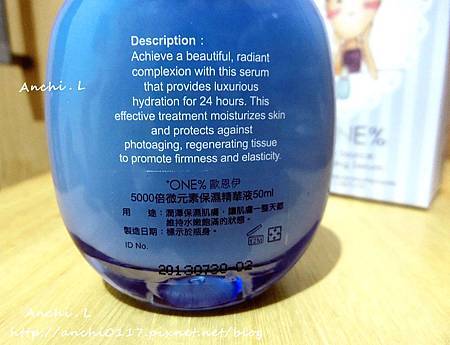 Description :
Achieve a beautiful, radiant
complexion with this serum
that provides luxurious
hydration for 24 hours. This
effective treatment moisturizes skin
and protects against
photoaging, regenerating tissue
to promote firmness and elasticity.
*ONE% 歐恩伊
5000倍微元素保濕精華液50ml
用　途：潤澤保濕肌膚，讓肌膚一整天都
維持水嫩飽滿的狀態。
製造日期：標示於瓶身。
ID No.
20130730-02
12M
ONE%
Anchi . L
Anchi . L
http://anchi0117.pixnet.net/blog